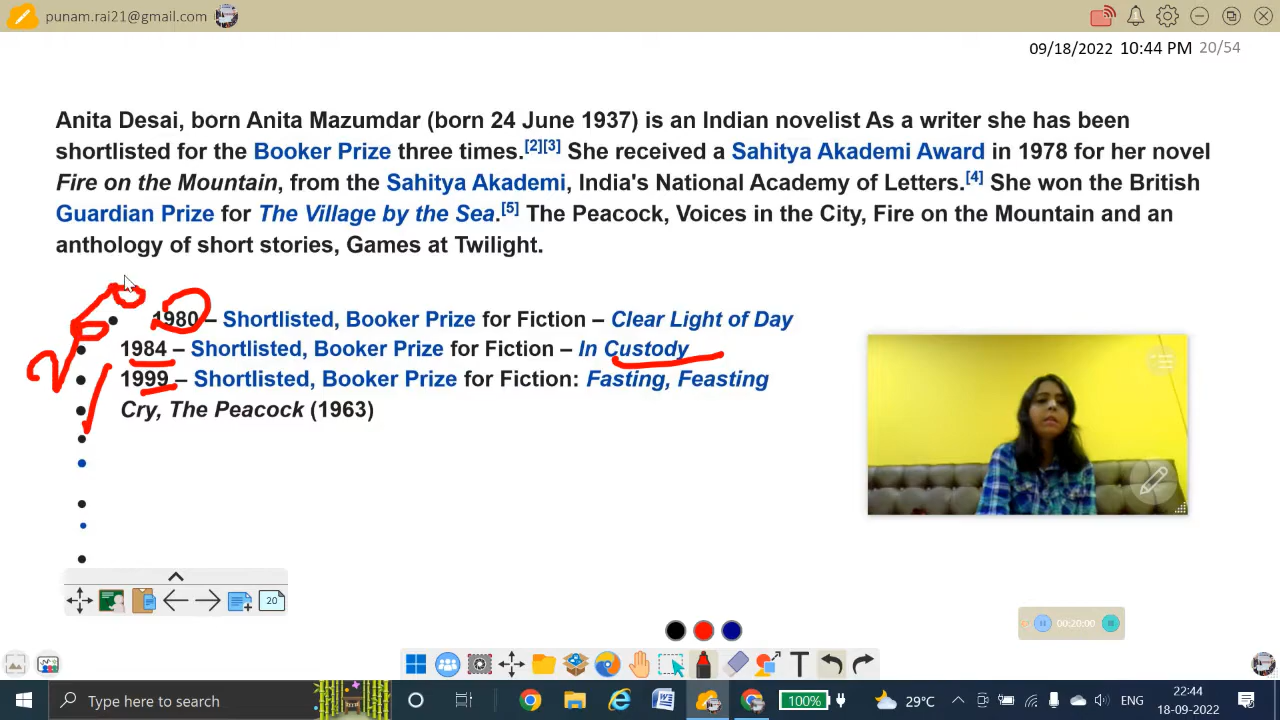 punam.rai21@gmail.com
09/18/2022 10:44 PM 20/54
Anita Desai, born Anita Mazumdar (born 24 June 1937) is an Indian novelist As a writer she has been
shortlisted for the Booker Prize three times.[2][3] She received a Sahitya Akademi Award in 1978 for her novel
Fire on the Mountain, from the Sahitya Akademi, India's National Academy of Letters.[4] She won the British
Guardian Prize for The Village by the Sea.[5] The Peacock, Voices in the City, Fire on the Mountain and an
anthology of short stories, Games at Twilight.
1980 – Shortlisted, Booker Prize for Fiction – Clear Light of Day
1984 – Shortlisted, Booker Prize for Fiction – In Custody
1999 – Shortlisted, Booker Prize for Fiction: Fasting, Feasting
Cry, The Peacock (1963)
20
00:20:00
Type here to search
100%
29°C
ENG
22:44
18-09-2022